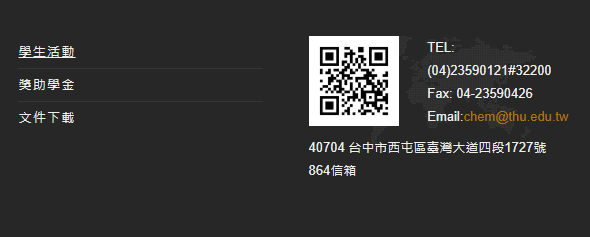 學生活動
獎助學金
文件下載
TEL:
(04)23590121#32200
Fax: 04-23590426
Email:chem@thu.edu.tw
40704 台中市西屯區臺灣大道四段1727號
864信箱